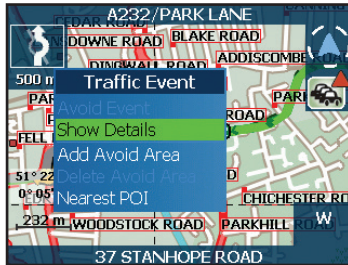 A232/PARK LANE
CEDAR ROAD
NSDOWNE ROAD
BLAKE ROAD
DINGWALL ROAD
ADDISCOMBE
500 m
Traffic Event
PAR
PARK
Avoid Event
ROAD
Show Details
FELL
Add Avoid Area
51° 22
Delete Avoid Area
D
0° 05'
Nearest POI
CHICHESTER RO
232 m
WOODSTOCK ROAD
PARKHILL
W
37 STANHOPE ROAD